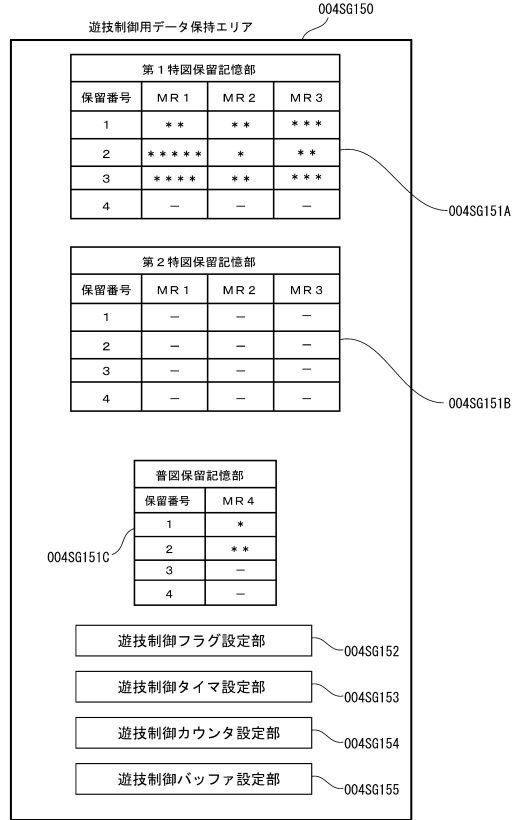 004SG150
遊技制御用データ保持エリア
第１特図保留記憶部
保留番号 ＭＲ１ ＭＲ２ ＭＲ３
1 ** ** ***
2 ***** * **
3 **** ** ***
4 － － －
004SG151A
第２特図保留記憶部
保留番号 ＭＲ１ ＭＲ２ ＭＲ３
1 － － －
2 － － －
3 － － －
4 － － －
004SG151B
普図保留記憶部
保留番号 ＭＲ４
1 *
2 **
3 －
4 －
004SG151C
遊技制御フラグ設定部
004SG152
遊技制御タイマ設定部
004SG153
遊技制御カウンタ設定部
004SG154
遊技制御バッファ設定部
004SG155